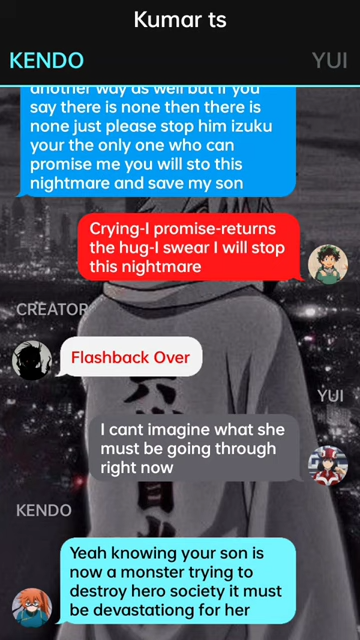 Kumar ts
KENDO
YUI
another way as well but if you
say there is none then there is
none just please stop him izuku
your the only one who can
promise me you will sto this
nightmare and save my son
Crying-I promise-returns
the hug-I swear I will stop
this nightmare
CREATOR
Flashback Over
YUI
I cant imagine what she
must be going through
right now
KENDO
Yeah knowing your son is
now a monster trying to
destroy hero society it must
be devastationg for her